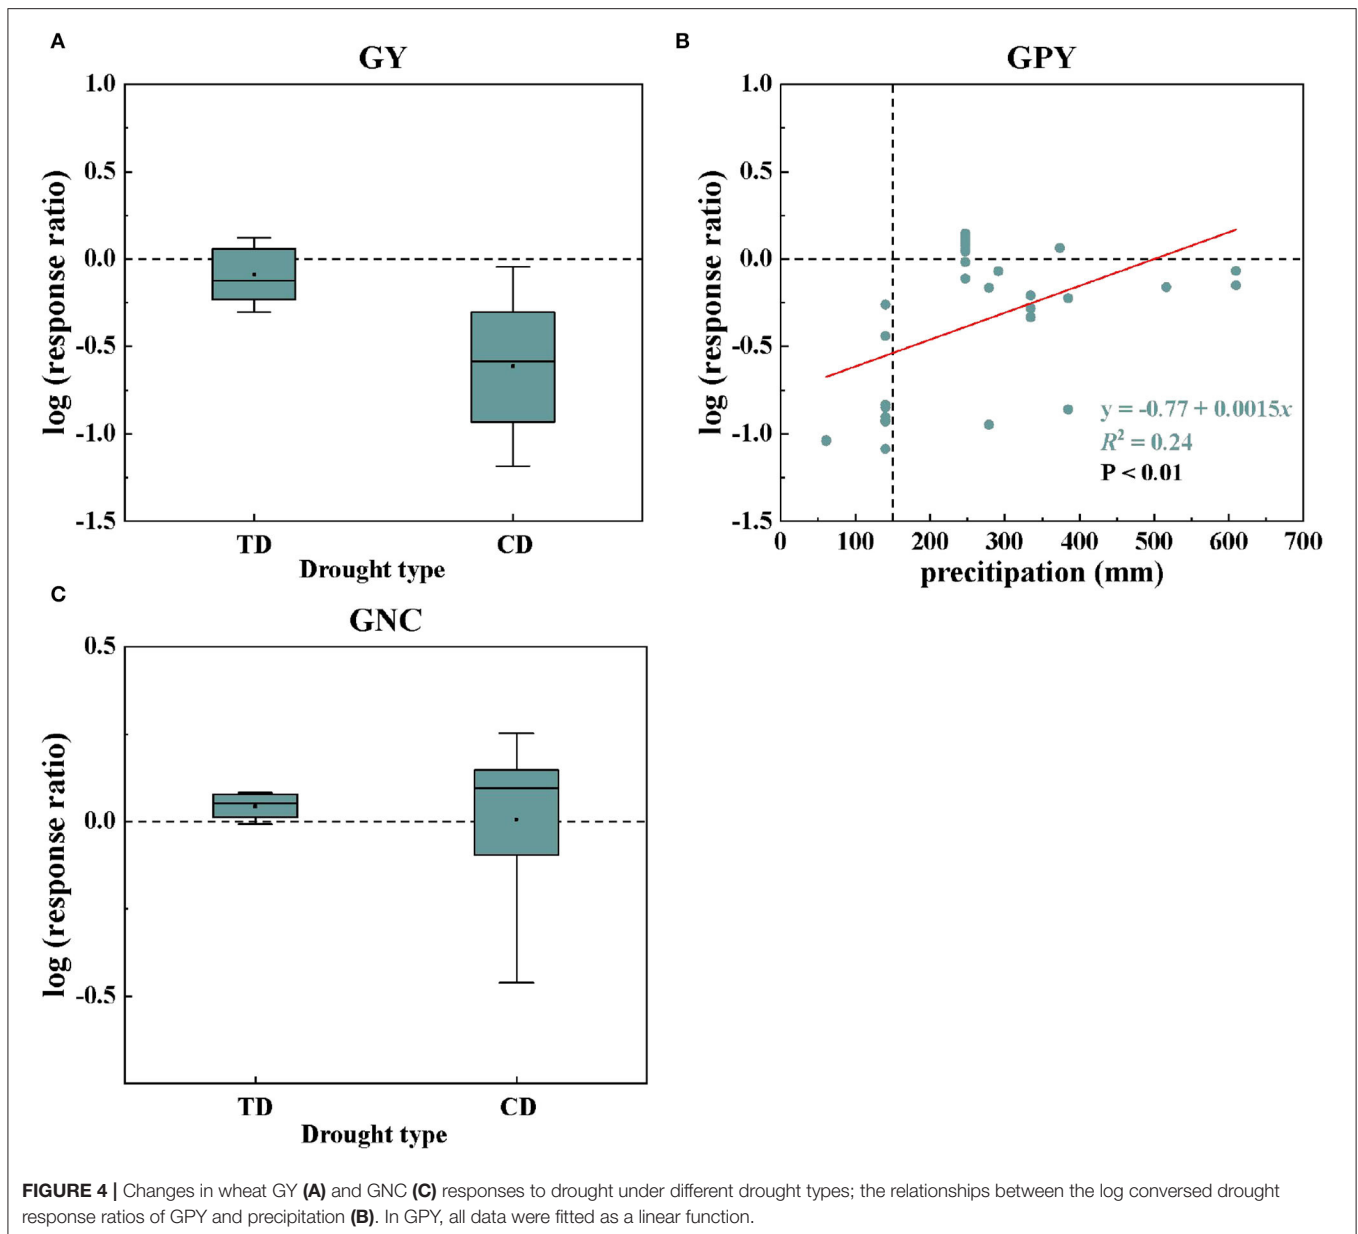 A
GY
1.0
0.5
0.0
-0.5
-1.0
-1.5
log (response ratio)
TD
CD
Drought type
B
GPY
1.0
0.5
0.0
-0.5
-1.0
-1.5
log (response ratio)
y = -0.77 + 0.0015x
R² = 0.24
P < 0.01
0 100 200 300 400 500 600 700
precitipation (mm)
C
GNC
0.5
0.0
-0.5
log (response ratio)
TD
CD
Drought type
FIGURE 4 | Changes in wheat GY (A) and GNC (C) responses to drought under different drought types; the relationships between the log conversed drought
response ratios of GPY and precipitation (B). In GPY, all data were fitted as a linear function.